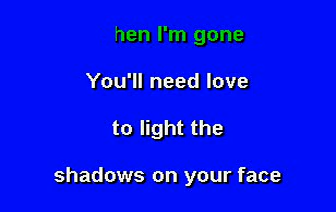 hen I'm gone
You'll need love
to light the
shadows on your face